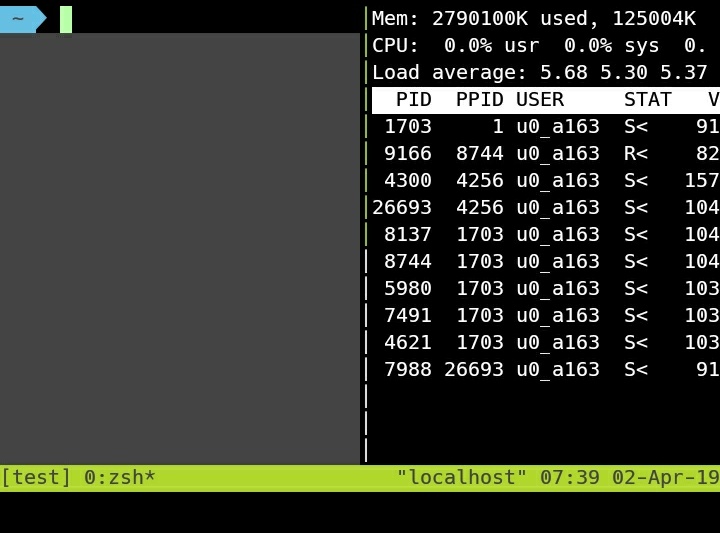 ~
Mem: 2790100K used, 125004K
CPU:  0.0% usr  0.0% sys  0.
Load average: 5.68 5.30 5.37
  PID  PPID USER     STAT   V
 1703     1 u0_a163  S<    91
 9166  8744 u0_a163  R<    82
 4300  4256 u0_a163  S<   157
26693  4256 u0_a163  S<   104
 8137  1703 u0_a163  S<   104
 8744  1703 u0_a163  S<   104
 5980  1703 u0_a163  S<   103
 7491  1703 u0_a163  S<   103
 4621  1703 u0_a163  S<   103
 7988 26693 u0_a163  S<    91
[test] 0:zsh* "localhost" 07:39 02-Apr-19